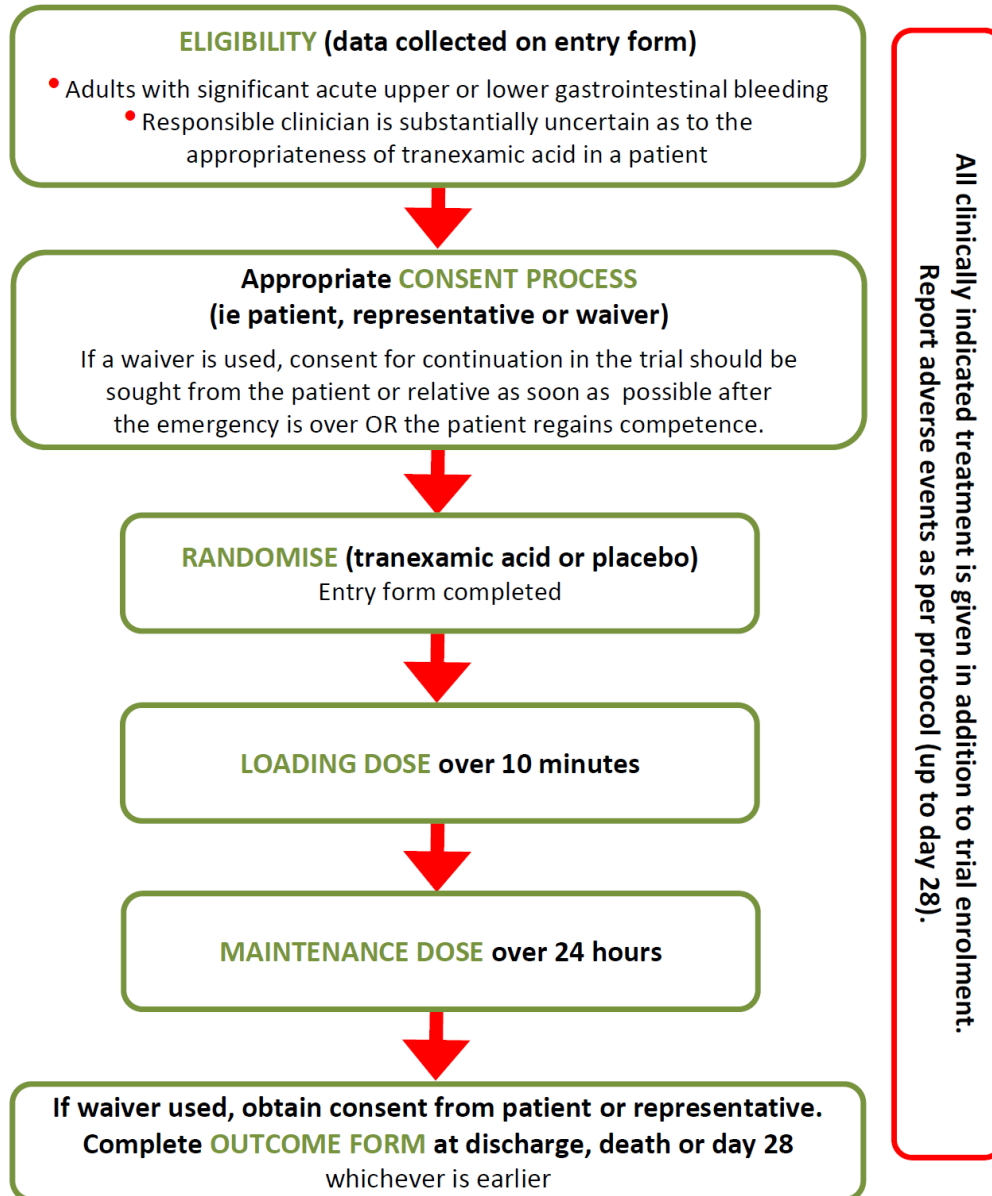 ELIGIBILITY (data collected on entry form)
• Adults with significant acute upper or lower gastrointestinal bleeding
• Responsible clinician is substantially uncertain as to the
appropriateness of tranexamic acid in a patient
Appropriate CONSENT PROCESS
(ie patient, representative or waiver)
If a waiver is used, consent for continuation in the trial should be
sought from the patient or relative as soon as possible after
the emergency is over OR the patient regains competence.
RANDOMISE (tranexamic acid or placebo)
Entry form completed
LOADING DOSE over 10 minutes
MAINTENANCE DOSE over 24 hours
If waiver used, obtain consent from patient or representative.
Complete OUTCOME FORM at discharge, death or day 28
whichever is earlier
All clinically indicated treatment is given in addition to trial enrolment.
Report adverse events as per protocol (up to day 28).